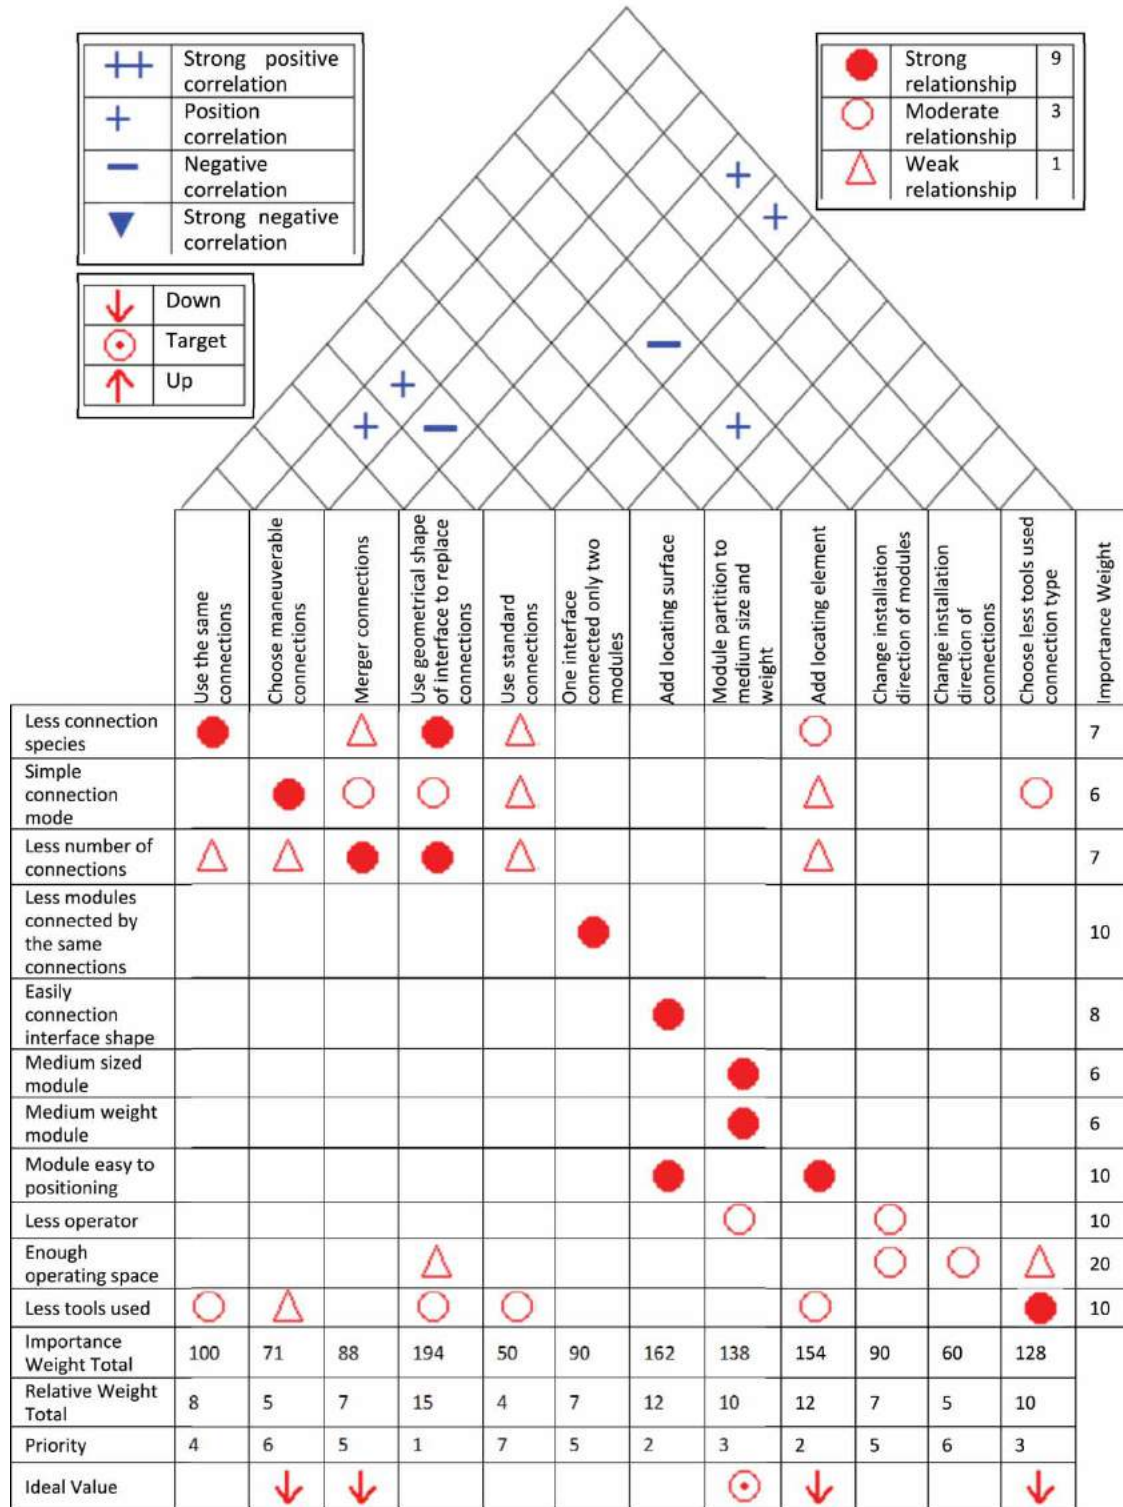 Strong positive
correlation
Position
correlation
Negative
correlation
Strong negative
correlation
Down
Target
Up
Strong
relationship
9
Moderate
relationship
3
Weak
relationship
1
Use the same
connections
Choose maneuverable
connections
Merger connections
Use geometrical shape
of interface to replace
connections
Use standard
connections
One interface
connected only two
modules
Add locating surface
Module partition to
medium size and
weight
Add locating element
Change installation
direction of modules
Change installation
direction of
connections
Choose less tools used
connection type
Importance Weight
Less connection
species
7
Simple
connection
mode
6
Less number of
connections
7
Less modules
connected by
the same
connections
10
Easily
connection
interface shape
8
Medium sized
module
6
Medium weight
module
6
Module easy to
positioning
10
Less operator
10
Enough
operating space
20
Less tools used
10
Importance
Weight Total
100 71 88 194 50 90 162 138 154 90 60 128
Relative Weight
Total
8 5 7 15 4 7 12 10 12 7 5 10
Priority 4 6 5 1 7 5 2 3 2 5 6 3
Ideal Value